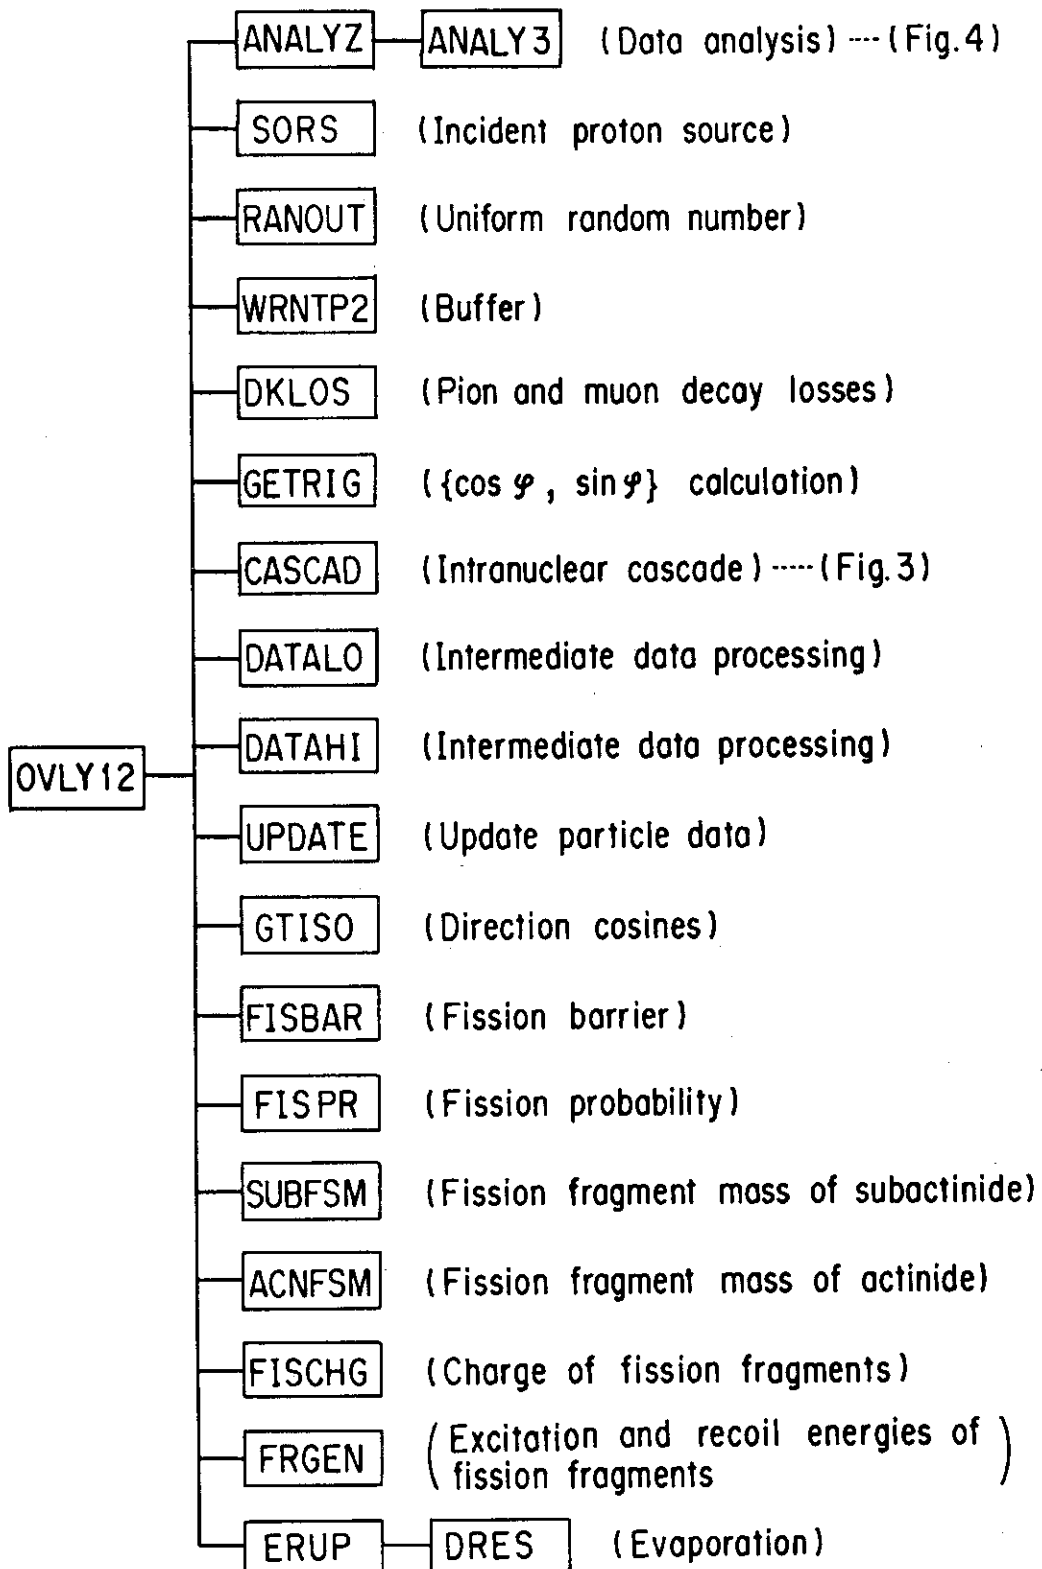 ANALYZ ANALY3 (Data analysis) ---- (Fig.4)
SORS (Incident proton source)
RANOUT (Uniform random number)
WRNTP2 (Buffer)
DKLOS (Pion and muon decay losses)
GETRIG ({cos φ, sin φ} calculation)
CASCAD (Intranuclear cascade) ----- (Fig.3)
DATALO (Intermediate data processing)
DATAHI (Intermediate data processing)
OVLY12
UPDATE (Update particle data)
GTISO (Direction cosines)
FISBAR (Fission barrier)
FISPR (Fission probability)
SUBFSM (Fission fragment mass of subactinide)
ACNFSM (Fission fragment mass of actinide)
FISCHG (Charge of fission fragments)
FRGEN (Excitation and recoil energies of
fission fragments)
ERUP DRES (Evaporation)